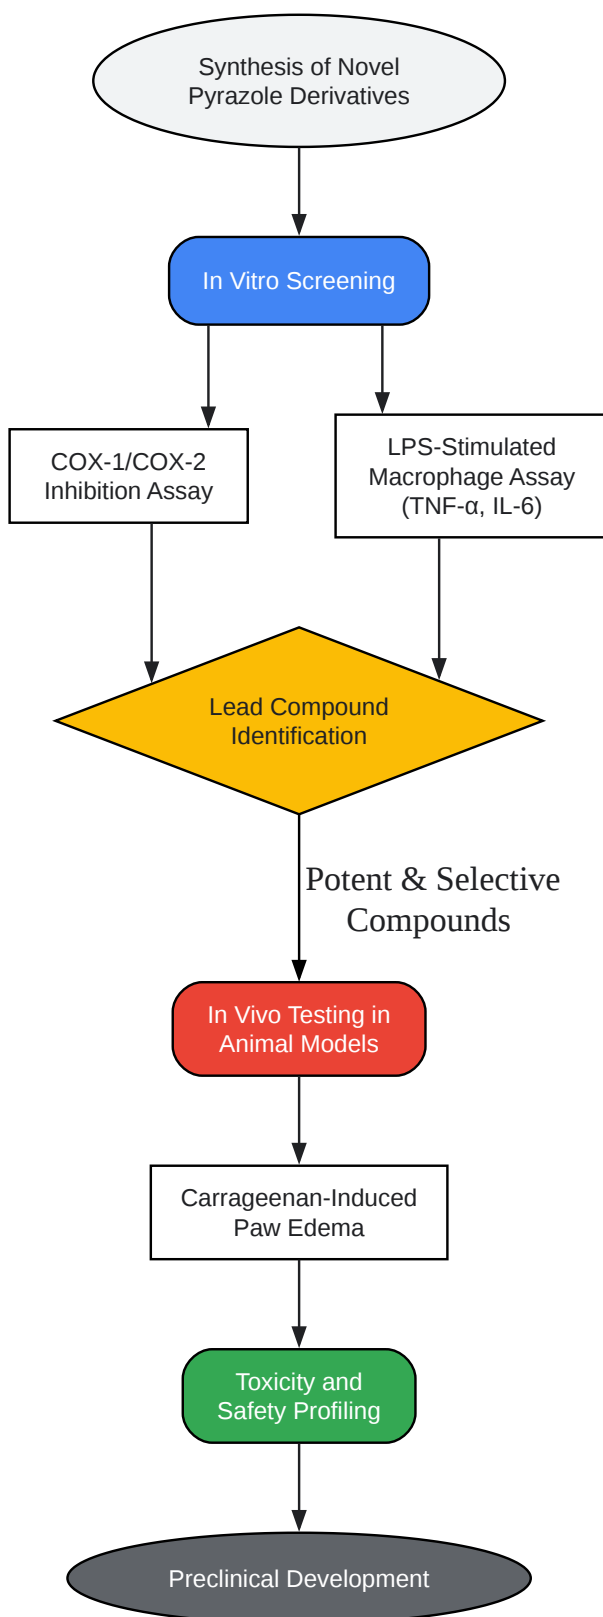 Synthesis of Novel
Pyrazole Derivatives
In Vitro Screening
COX-1/COX-2
Inhibition Assay
LPS-Stimulated
Macrophage Assay
(TNF-α, IL-6)
Lead Compound
Identification
Potent & Selective
Compounds
In Vivo Testing in
Animal Models
Carrageenan-Induced
Paw Edema
Toxicity and
Safety Profiling
Preclinical Development